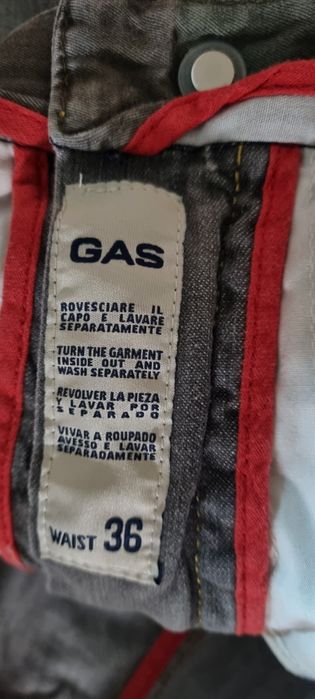 GAS
ROVESCIARE IL
CAPO E LAVARE
SEPARATAMENTE
TURN THE GARMENT
INSIDE OUT AND
WASH SEPARATELY
REVOLVER LA PIEZA
Y LAVAR POR
SEPARADO
VIVAR A ROUPADO
AVESSO E LAVAR
SEPARADAMENTE
WAIST 36